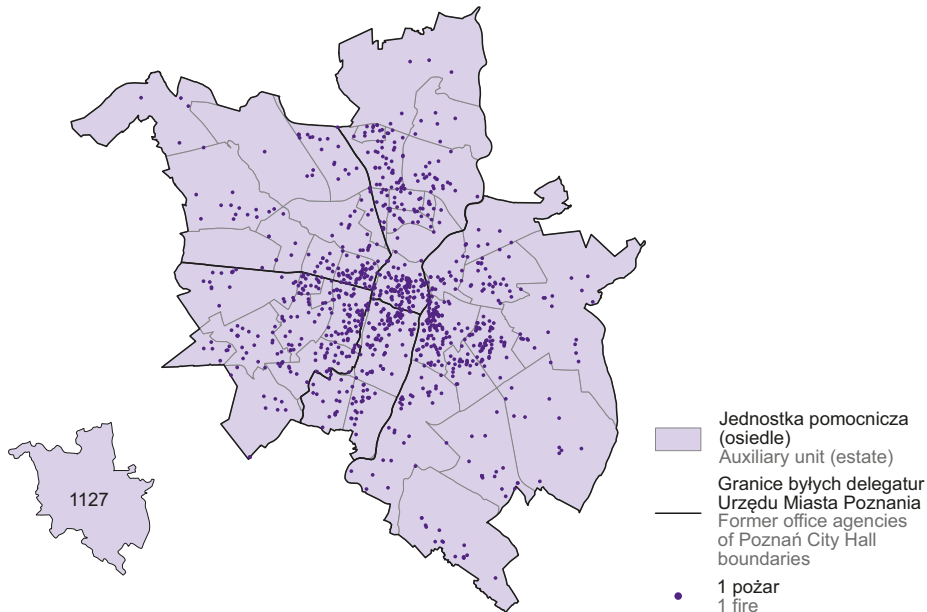 1127
Jednostka pomocnicza
(osiedle)
Auxiliary unit (estate)
Granice byłych delegatur
Urzędu Miasta Poznania
Former office agencies
of Poznań City Hall
boundaries
1 pożar
1 fire